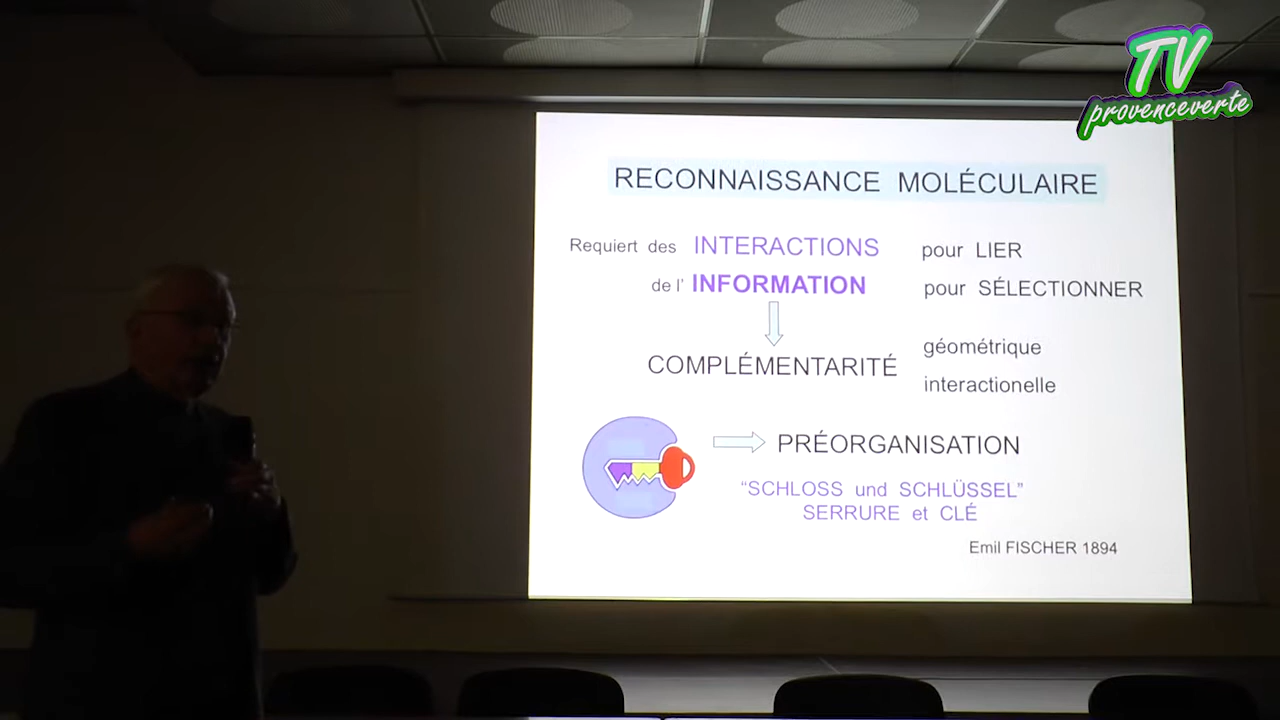 TV
provenceverte
RECONNAISSANCE MOLÉCULAIRE
Requiert des INTERACTIONS pour LIER
de l' INFORMATION pour SÉLECTIONNER
COMPLÉMENTARITÉ
géométrique
interactionelle
PRÉORGANISATION
“SCHLOSS und SCHLÜSSEL”
SERRURE et CLÉ
Emil FISCHER 1894